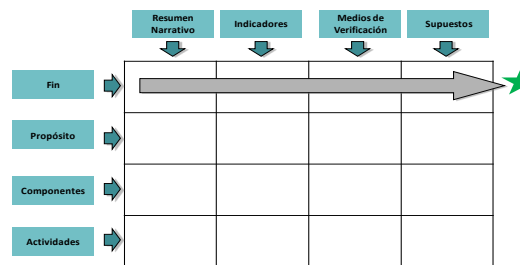 Resumen
Narrativo
Indicadores
Medios de
Verificación
Supuestos
Fin
Propósito
Componentes
Actividades